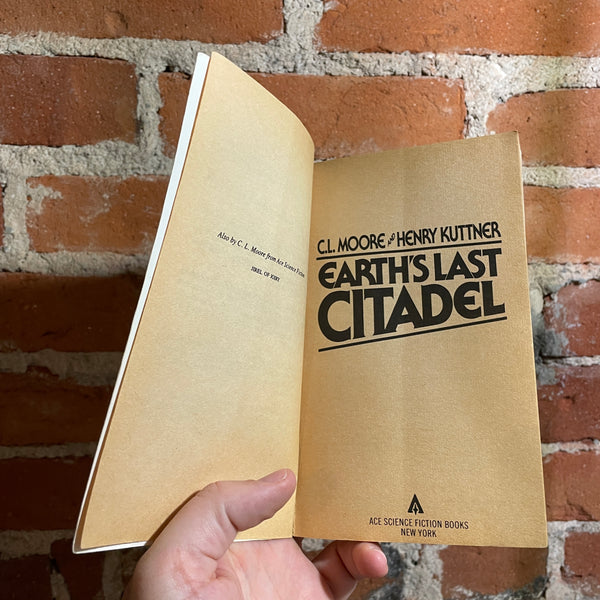 Also by C. L. Moore from Ace Science Fiction
JIREL OF JOIRY
C.L. MOORE AND HENRY KUTTNER
EARTH'S LAST
CITADEL
ACE SCIENCE FICTION BOOKS
NEW YORK